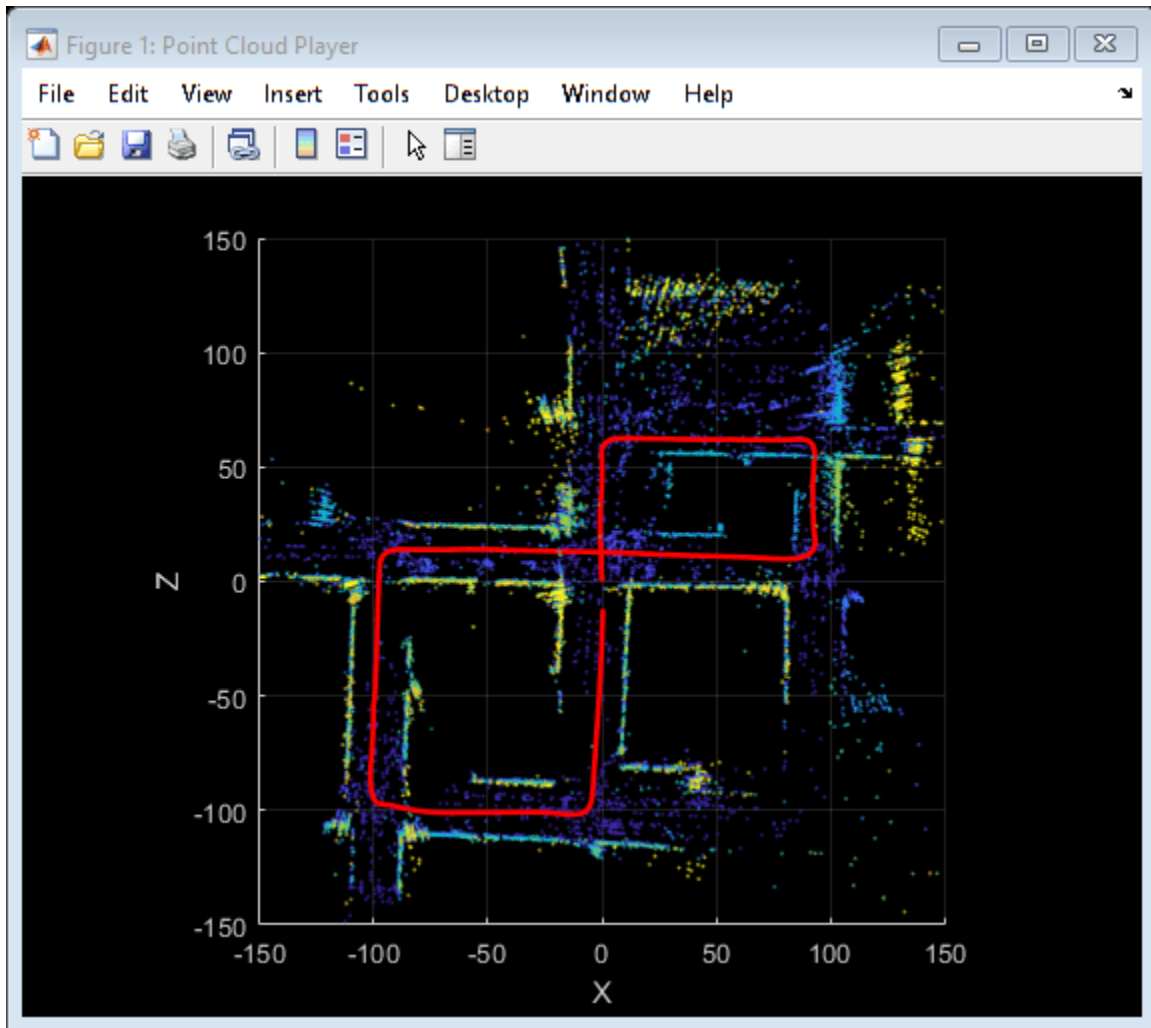 Figure 1: Point Cloud Player
File Edit View Insert Tools Desktop Window Help
150
100
50
Z
0
-50
-100
-150
-150 -100 -50 0 50 100 150
X